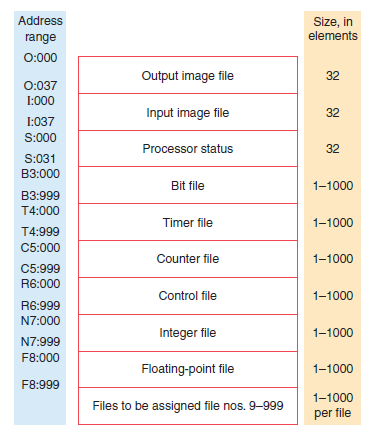 Address
range
Size, in
elements
O:000
Output image file
32
O:037
I:000
Input image file
32
I:037
S:000
Processor status
32
S:031
B3:000
Bit file
1–1000
B3:999
T4:000
Timer file
1–1000
T4:999
C5:000
Counter file
1–1000
C5:999
R6:000
Control file
1–1000
R6:999
N7:000
Integer file
1–1000
N7:999
F8:000
Floating-point file
1–1000
F8:999
Files to be assigned file nos. 9–999
1–1000
per file